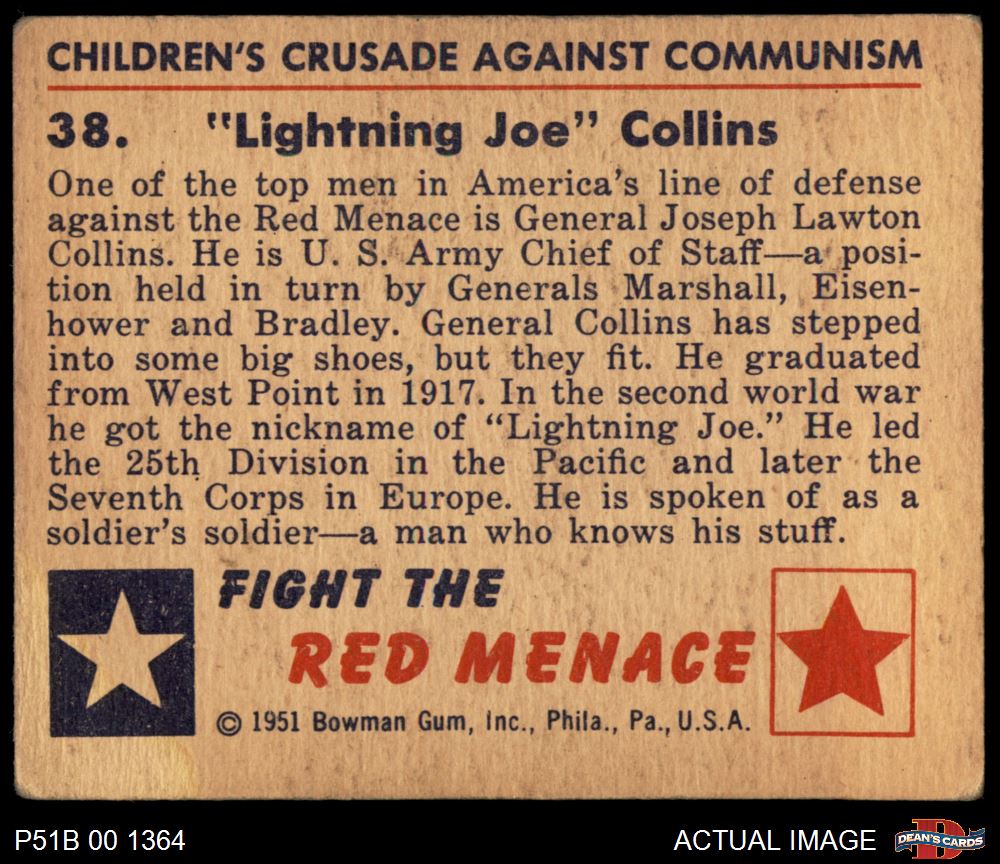 CHILDREN'S CRUSADE AGAINST COMMUNISM
38. "Lightning Joe" Collins
One of the top men in America's line of defense
against the Red Menace is General Joseph Lawton
Collins. He is U. S. Army Chief of Staff—a posi-
tion held in turn by Generals Marshall, Eisen-
hower and Bradley. General Collins has stepped
into some big shoes, but they fit. He graduated
from West Point in 1917. In the second world war
he got the nickname of "Lightning Joe." He led
the 25th Division in the Pacific and later the
Seventh Corps in Europe. He is spoken of as a
soldier's soldier—a man who knows his stuff.
FIGHT THE
RED MENACE
© 1951 Bowman Gum, Inc., Phila., Pa., U.S.A.
P51B 00 1364
ACTUAL IMAGE
D
DEAN'S CARDS